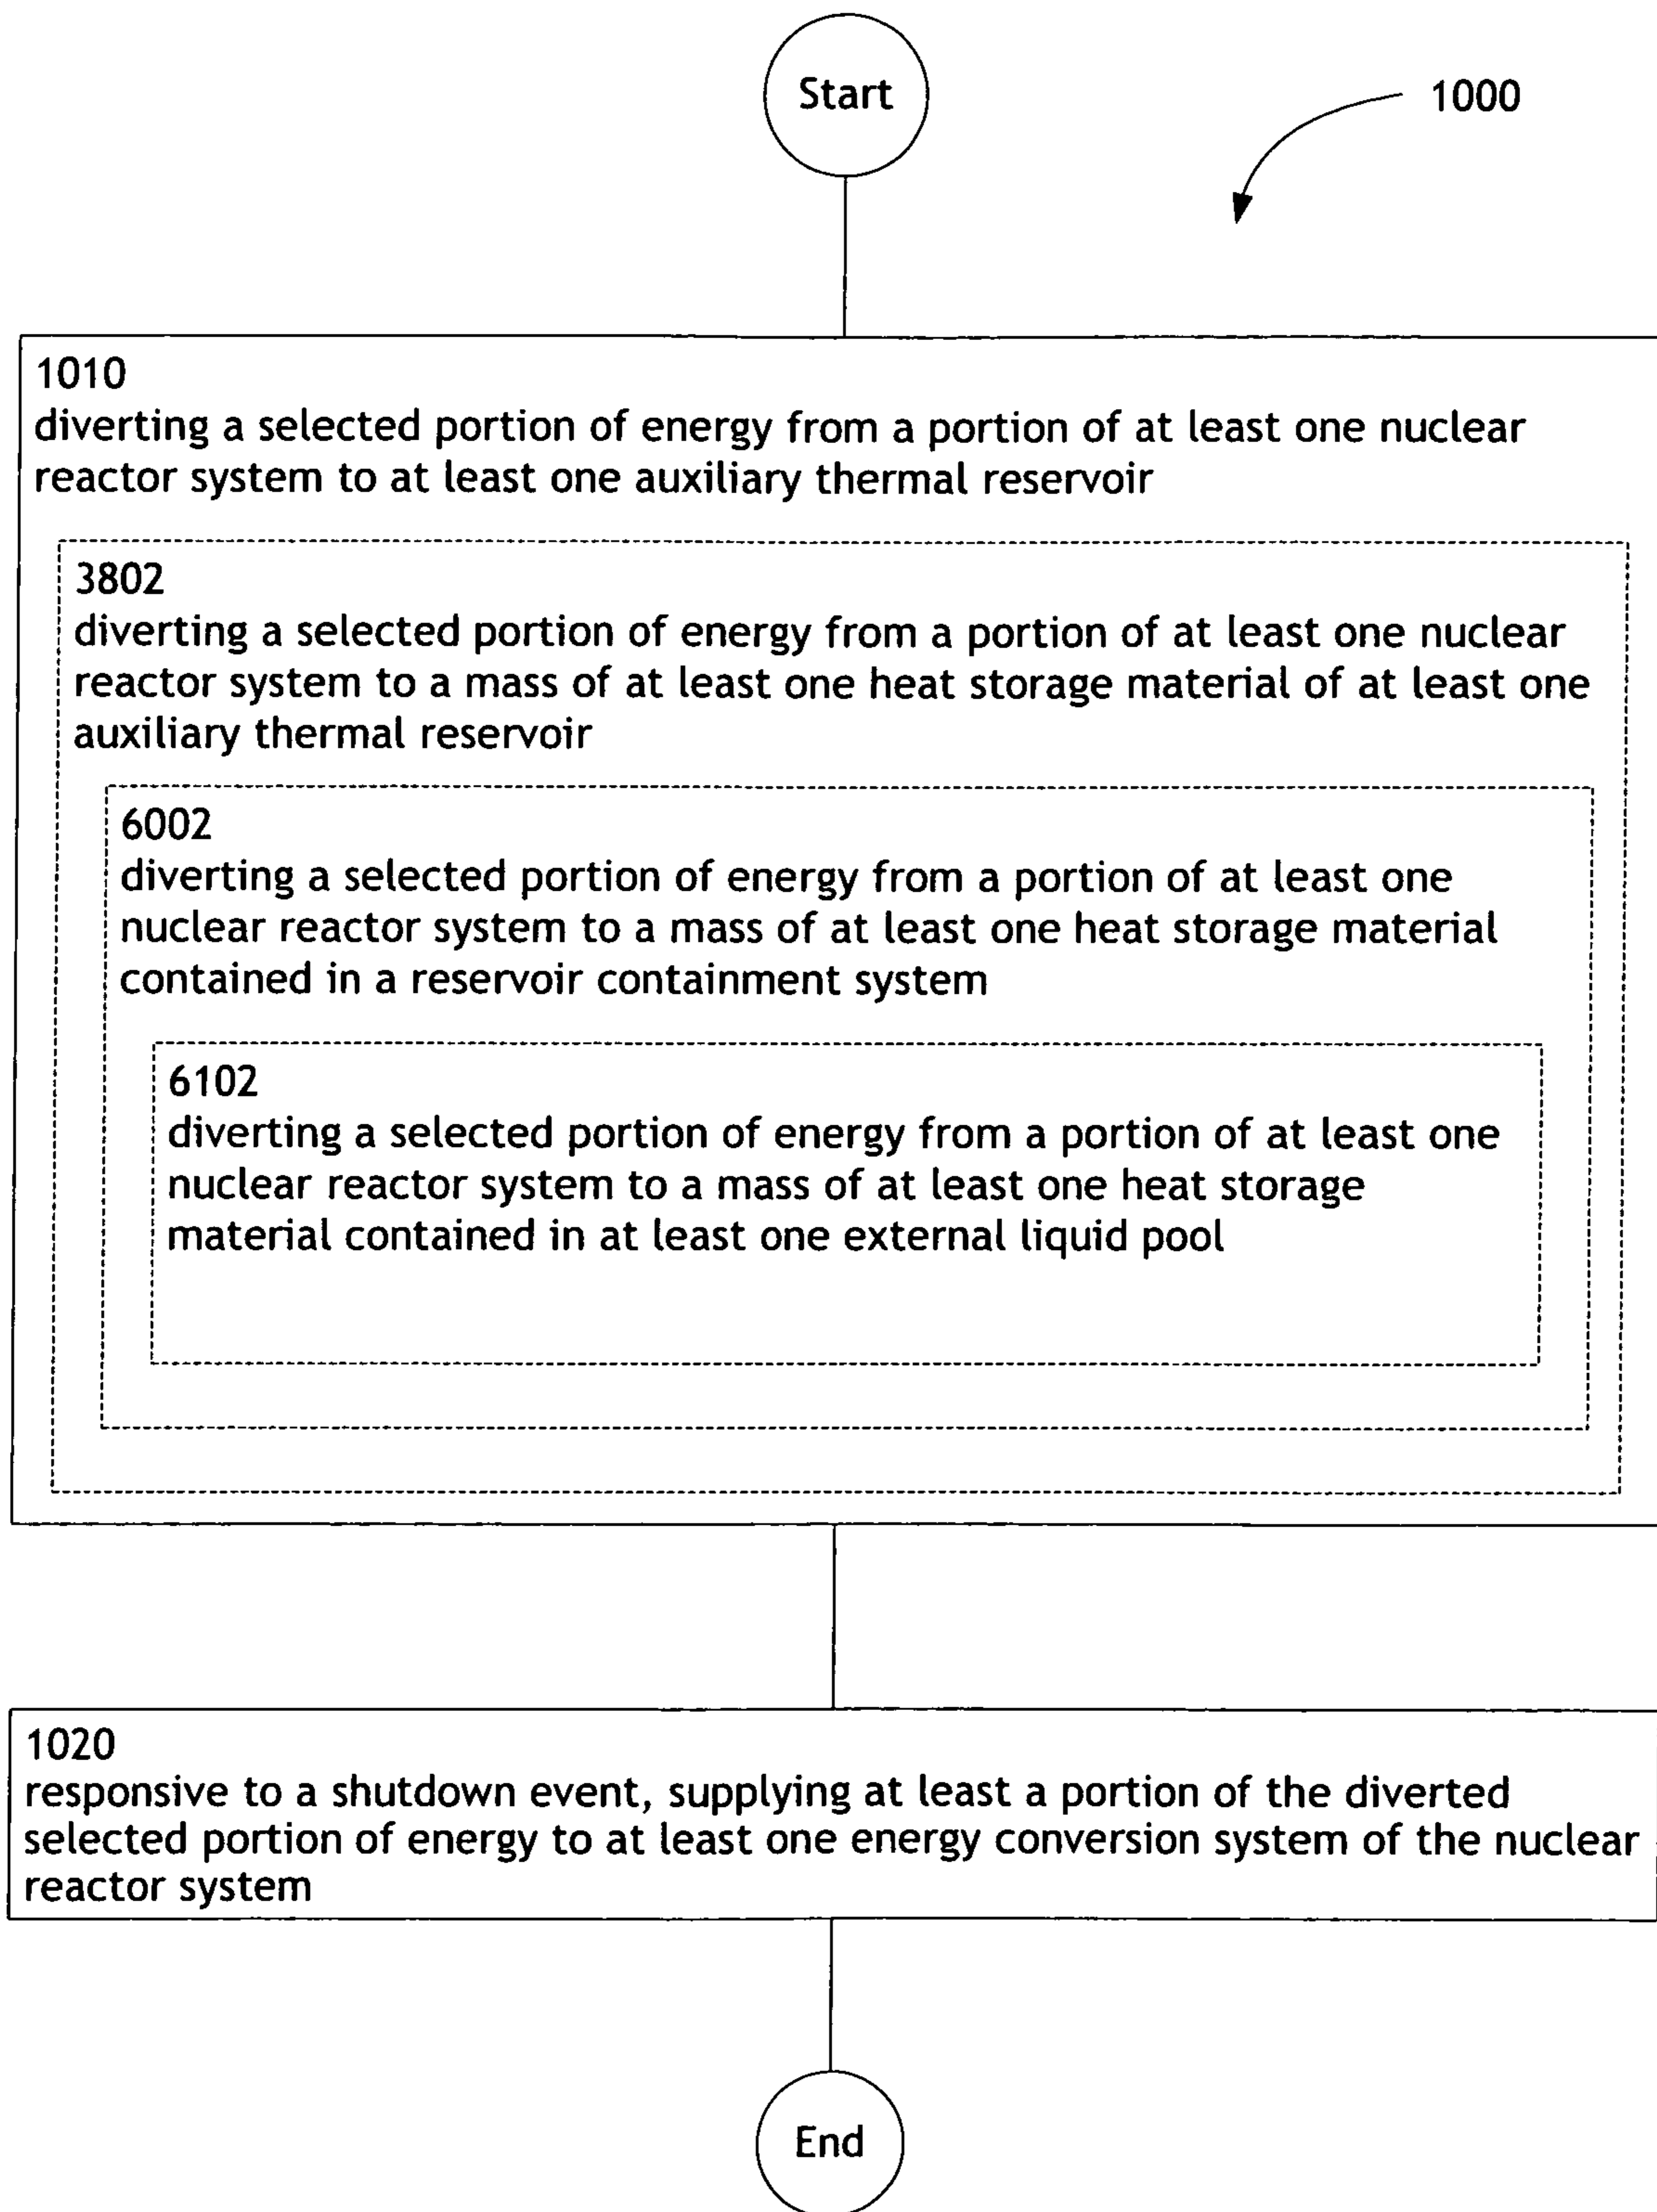 Start
1000
1010
diverting a selected portion of energy from a portion of at least one nuclear
reactor system to at least one auxiliary thermal reservoir
3802
diverting a selected portion of energy from a portion of at least one nuclear
reactor system to a mass of at least one heat storage material of at least one
auxiliary thermal reservoir
6002
diverting a selected portion of energy from a portion of at least one
nuclear reactor system to a mass of at least one heat storage material
contained in a reservoir containment system
6102
diverting a selected portion of energy from a portion of at least one
nuclear reactor system to a mass of at least one heat storage
material contained in at least one external liquid pool
1020
responsive to a shutdown event, supplying at least a portion of the diverted
selected portion of energy to at least one energy conversion system of the nuclear
reactor system
End